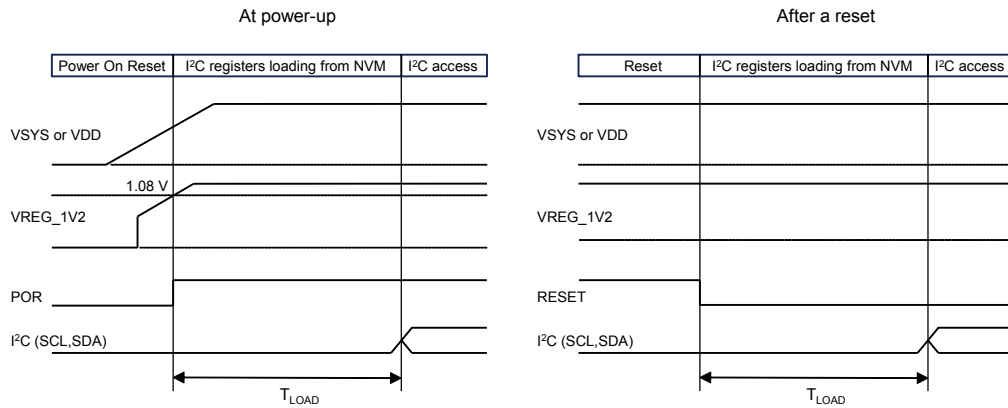 At power-up
Power On Reset
I²C registers loading from NVM
I²C access
VSYS or VDD
1.08 V
VREG_1V2
POR
I²C (SCL,SDA)
TLOAD
After a reset
Reset
I²C registers loading from NVM
I²C access
VSYS or VDD
VREG_1V2
RESET
I²C (SCL,SDA)
TLOAD